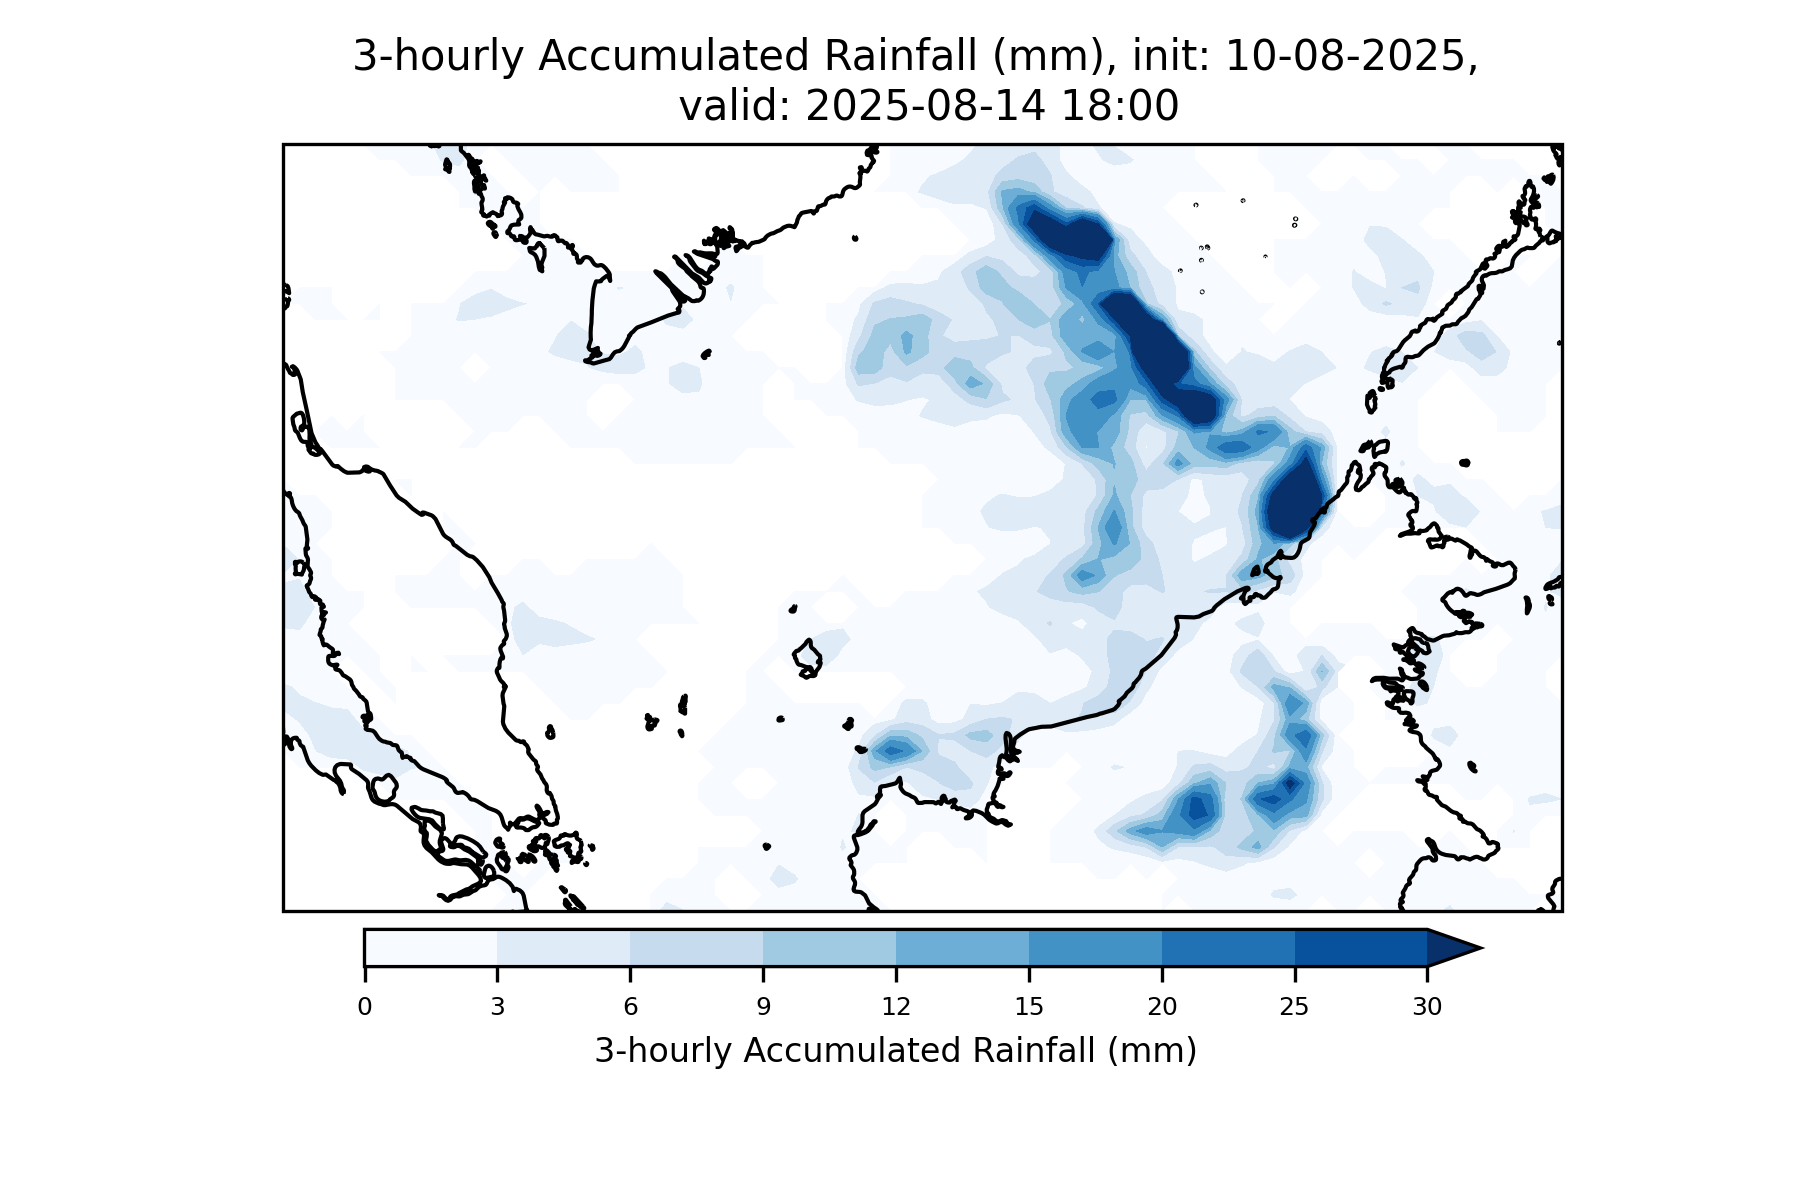 3-hourly Accumulated Rainfall (mm), init: 10-08-2025,
valid: 2025-08-14 18:00
0 3 6 9 12 15 20 25 30
3-hourly Accumulated Rainfall (mm)